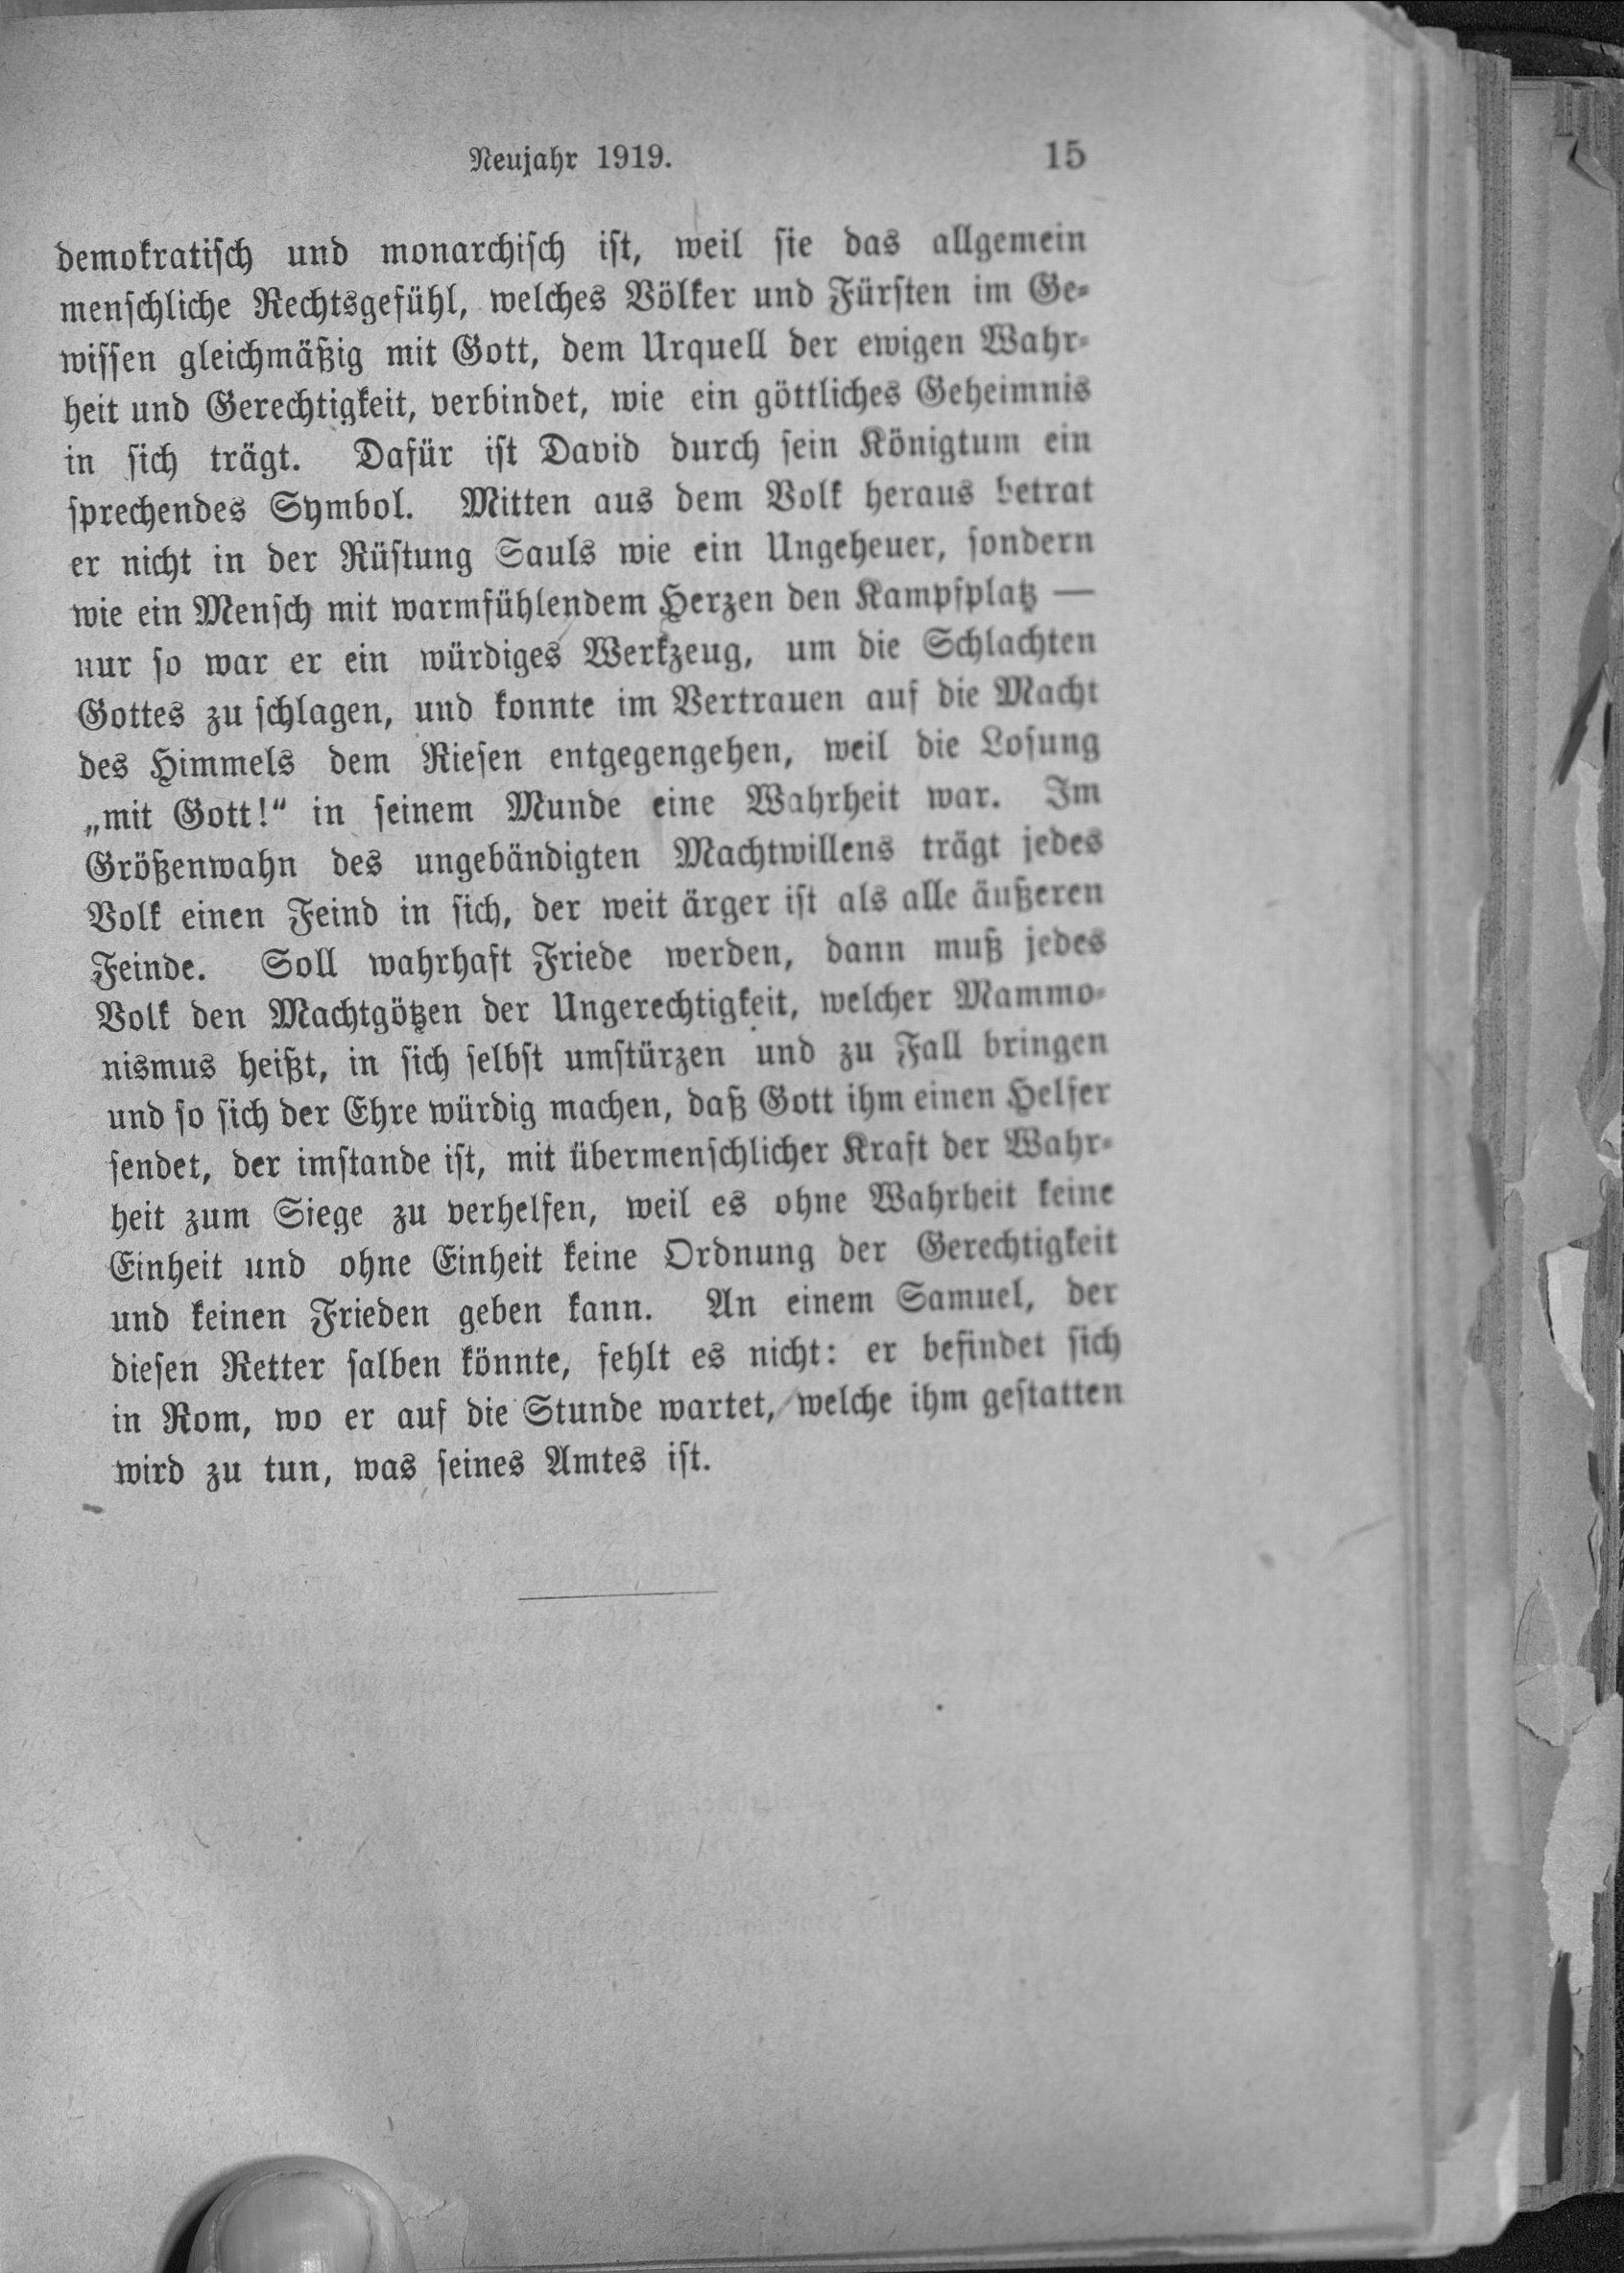 Neujahr 1919. 15
demokratisch und monarchisch ist, weil sie das allgemein
menschliche Rechtsgefühl, welches Völker und Fürsten im Ge-
wissen gleichmäßig mit Gott, dem Urquell der ewigen Wahr-
heit und Gerechtigkeit, verbindet, wie ein göttliches Geheimnis
in sich trägt. Dafür ist David durch sein Königtum ein
sprechendes Symbol. Mitten aus dem Volk heraus betrat
er nicht in der Rüstung Sauls wie ein Ungeheuer, sondern
wie ein Mensch mit warmfühlendem Herzen den Kampfplatz —
nur so war er ein würdiges Werkzeug, um die Schlachten
Gottes zu schlagen, und konnte im Vertrauen auf die Macht
des Himmels dem Riesen entgegengehen, weil die Losung
„mit Gott!“ in seinem Munde eine Wahrheit war. Im
Größenwahn des ungebändigten Machtwillens trägt jedes
Volk einen Feind in sich, der weit ärger ist als alle äußeren
Feinde. Soll wahrhaft Friede werden, dann muß jedes
Volk den Machtgötzen der Ungerechtigkeit, welcher Mammo-
nismus heißt, in sich selbst umstürzen und zu Fall bringen
und so sich der Ehre würdig machen, daß Gott ihm einen Helfer
sendet, der imstande ist, mit übermenschlicher Kraft der Wahr-
heit zum Siege zu verhelfen, weil es ohne Wahrheit keine
Einheit und ohne Einheit keine Ordnung der Gerechtigkeit
und keinen Frieden geben kann. An einem Samuel, der
diesen Retter salben könnte, fehlt es nicht: er befindet sich
in Rom, wo er auf die Stunde wartet, welche ihm gestatten
wird zu tun, was seines Amtes ist.